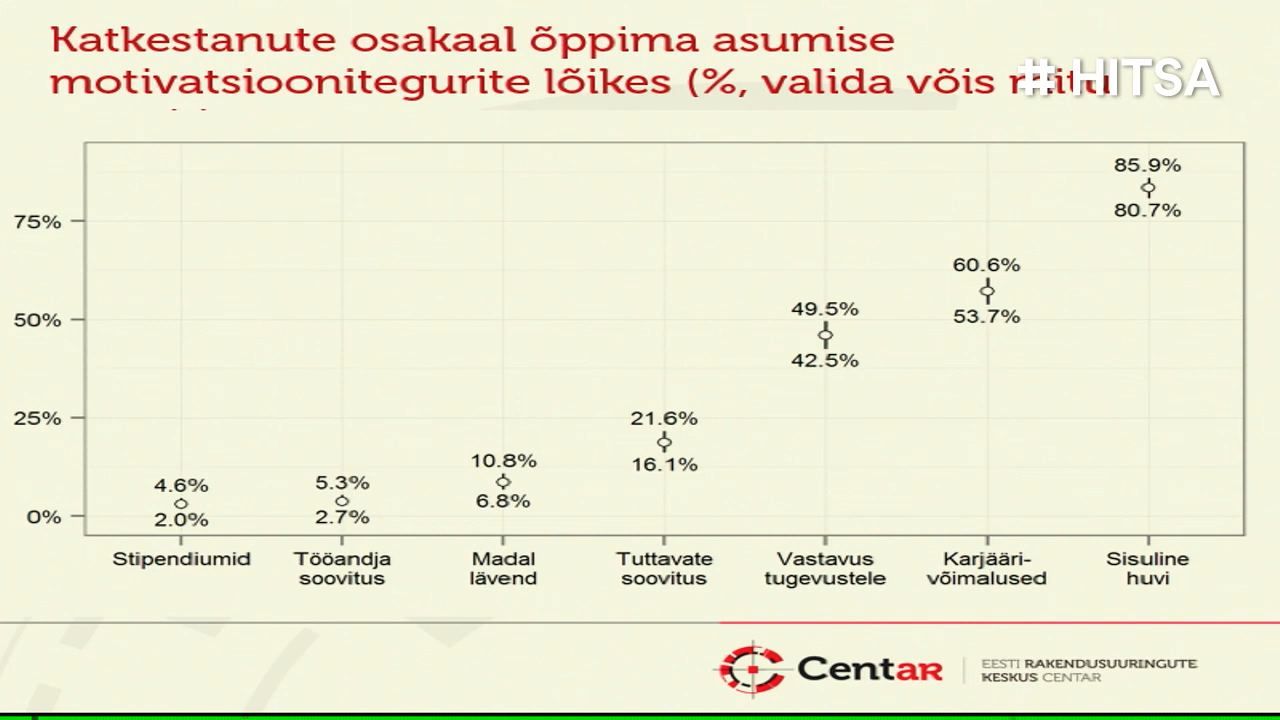 Katkestanute osakaal õppima asumise
motivatsioonitegurite lõikes (%, valida võis
# HITSA
85.9%
80.7%
75%
60.6%
53.7%
50%
49.5%
42.5%
25%
21.6%
16.1%
10.8%
6.8%
5.3%
2.7%
4.6%
2.0%
0%
Stipendiumid
Tööandja
soovitus
Madal
lävend
Tuttavate
soovitus
Vastavus
tugevustele
Karjääri-
võimalused
Sisuline
huvi
CentAR
EESTI RAKENDUSUURINGUTE
KESKUS CENTAR